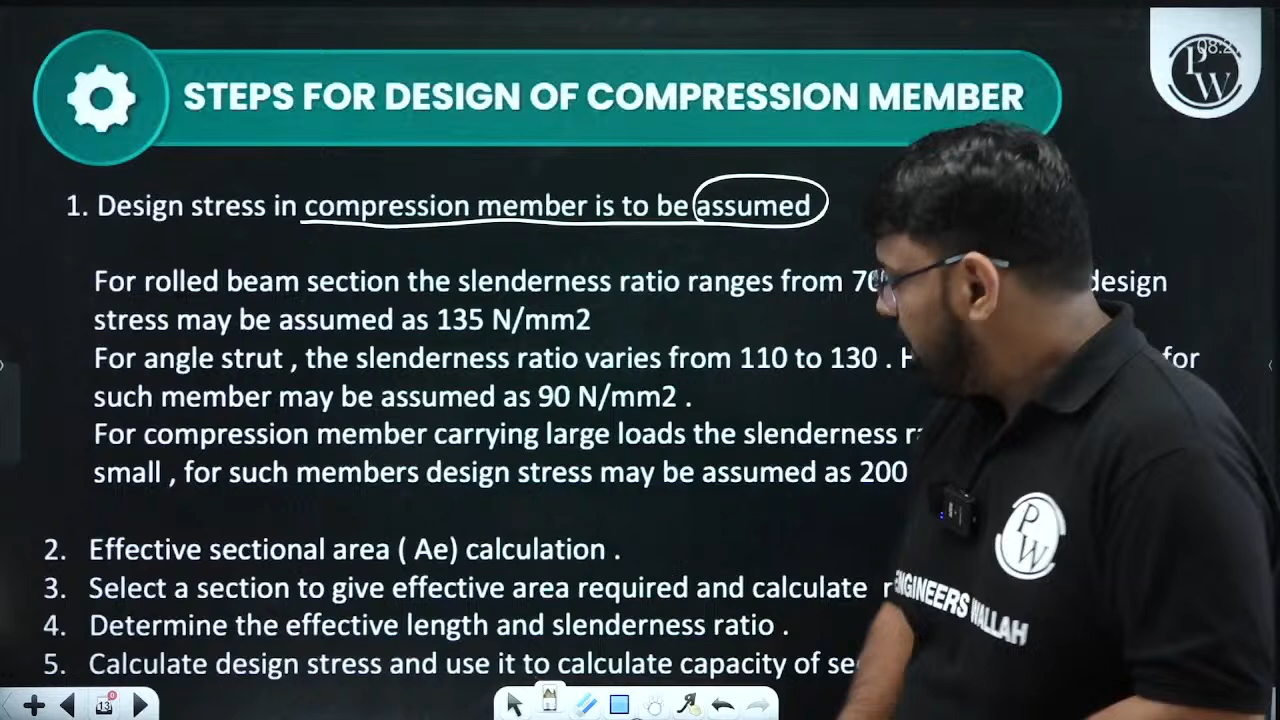 STEPS FOR DESIGN OF COMPRESSION MEMBER
PW
1. Design stress in compression member is to be assumed
For rolled beam section the slenderness ratio ranges from design
stress may be assumed as 135 N/mm2
For angle strut , the slenderness ratio varies from 110 to 130 . for
such member may be assumed as 90 N/mm2 .
For compression member carrying large loads the slenderness
small , for such members design stress may be assumed as 200
2. Effective sectional area ( Ae) calculation .
3. Select a section to give effective area required and calculate
4. Determine the effective length and slenderness ratio .
5. Calculate design stress and use it to calculate capacity of
PW
ENGINEERS WALLAH
13